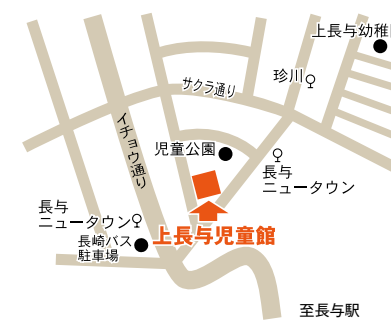 上長与幼稚
珍川
サクラ通り
イチョウ通り
児童公園
長与
ニュータウン
長与
ニュータウン
長崎バス
駐車場
上長与児童館
至長与駅